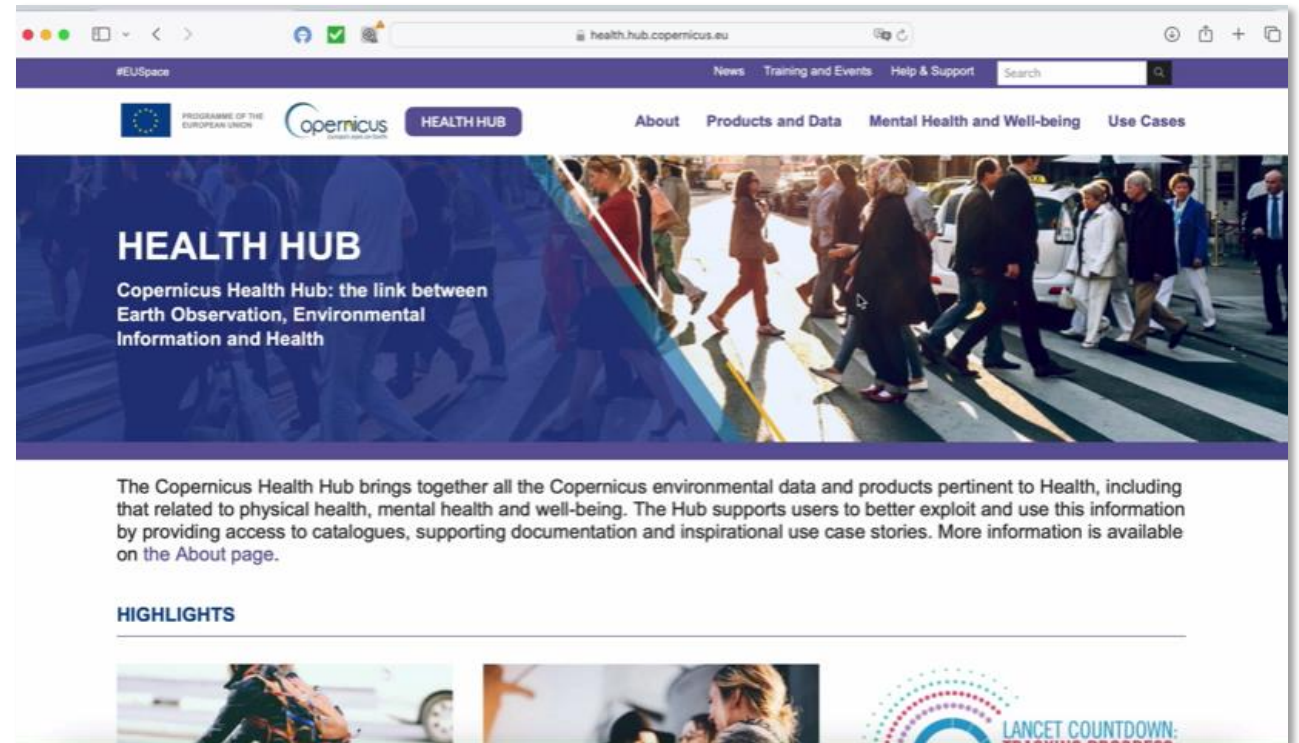 health.hub.copernicus.eu
#EUSpace
News Training and Events Help & Support Search
PROGRAMME OF THE
EUROPEAN UNION
opernicus
HEALTH HUB
About Products and Data Mental Health and Well-being Use Cases
HEALTH HUB
Copernicus Health Hub: the link between
Earth Observation, Environmental
Information and Health
The Copernicus Health Hub brings together all the Copernicus environmental data and products pertinent to Health, including
that related to physical health, mental health and well-being. The Hub supports users to better exploit and use this information
by providing access to catalogues, supporting documentation and inspirational use case stories. More information is available
on the About page.
HIGHLIGHTS
LANCET COUNTDOWN:
TRACKING PROGRESS